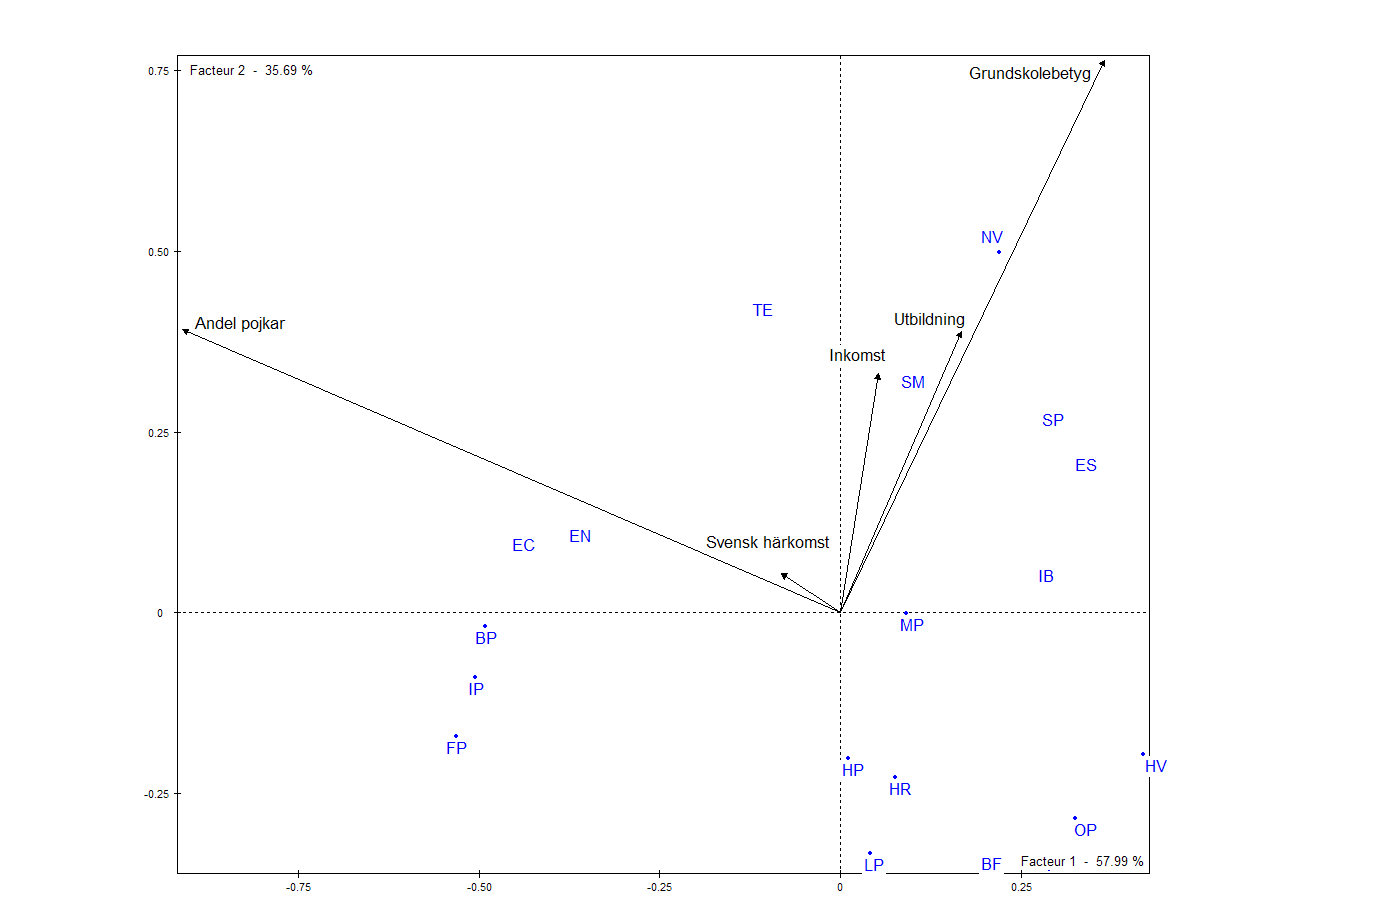 0.75
Facteur 2 - 35.69 %
Grundskolebetyg
NV
0.50
TE
Utbildning
Andel pojkar
Inkomst
SM
SP
0.25
ES
EN
EC
Svensk härkomst
IB
0
MP
BP
IP
FP
HP
HV
HR
-0.25
OP
LP
BF
Facteur 1 - 57.99 %
-0.75
-0.50
-0.25
0
0.25